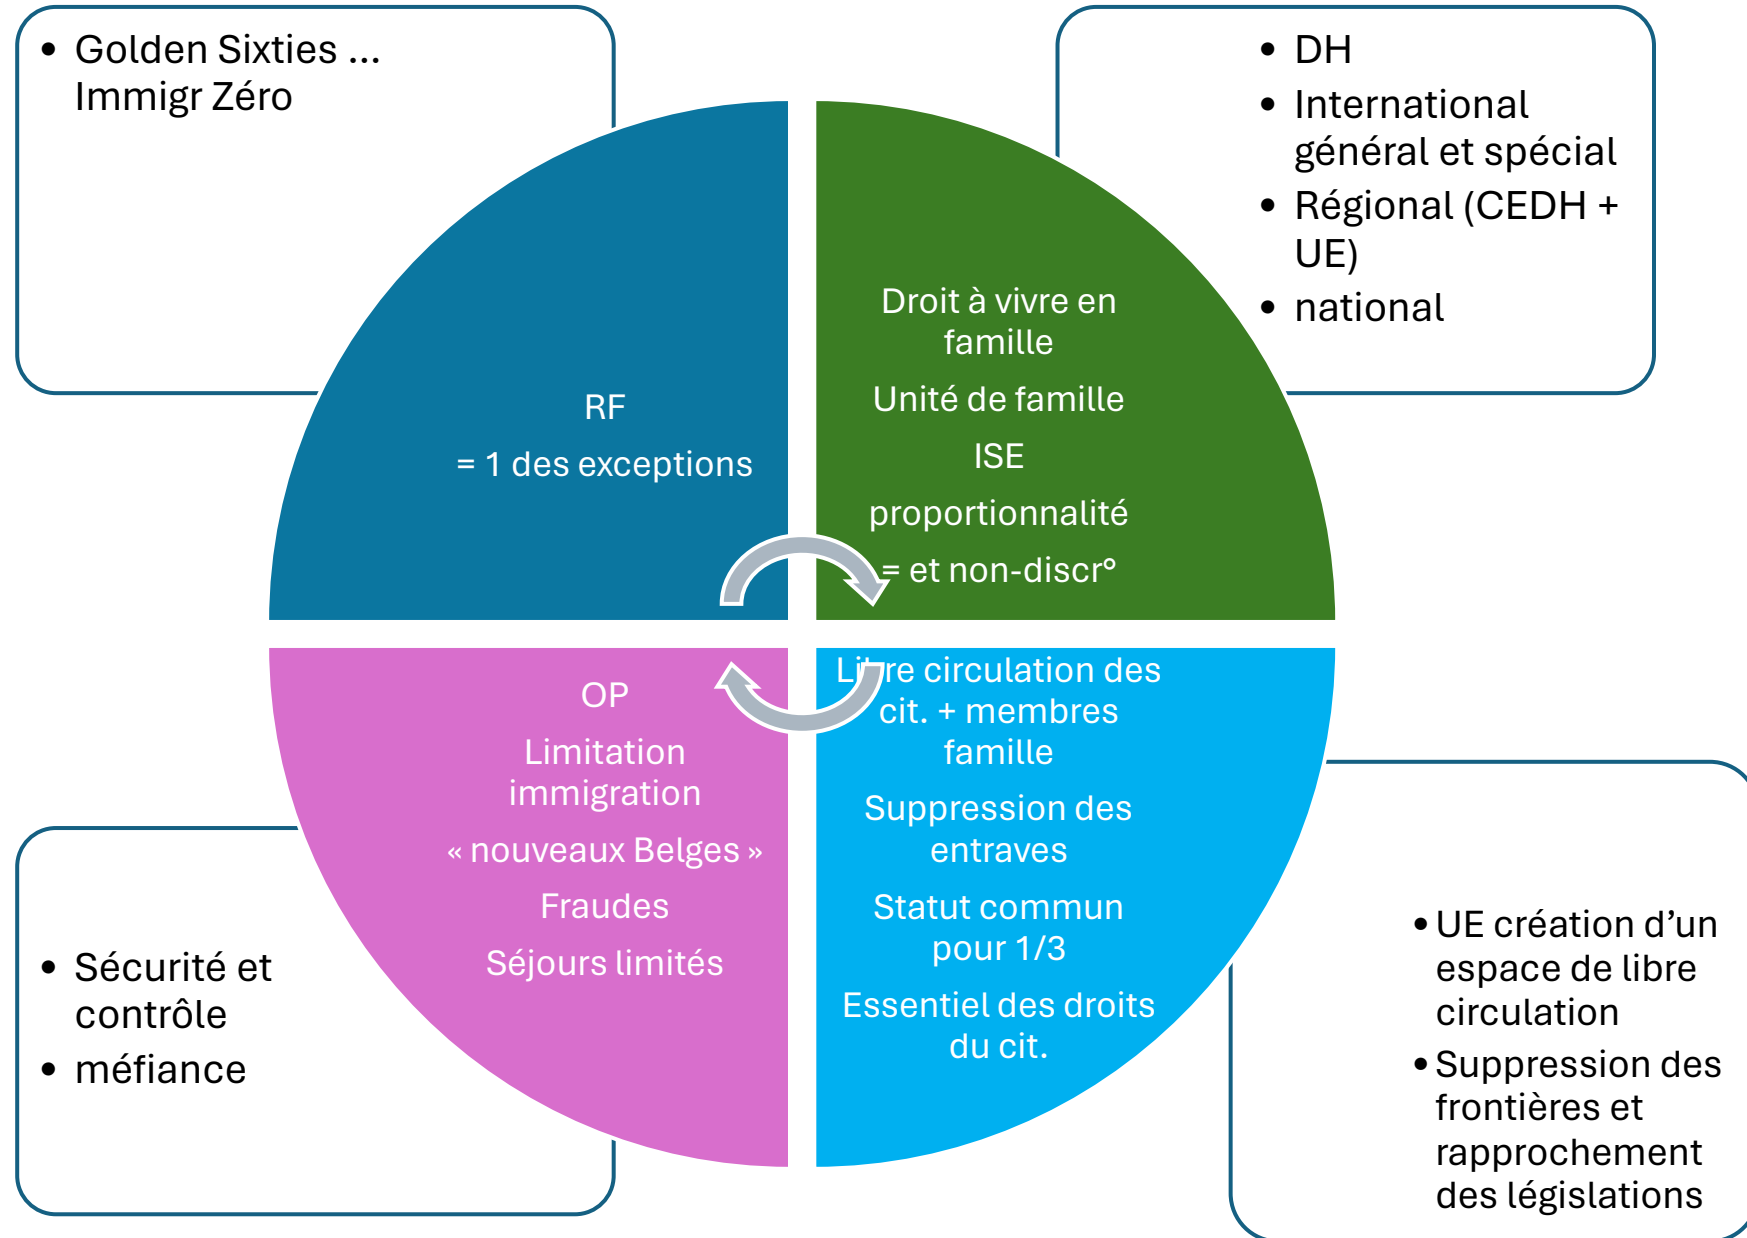 • Golden Sixties ...
Immigr Zéro
• DH
• International
général et spécial
• Régional (CEDH +
UE)
• national
RF
= 1 des exceptions
Droit à vivre en
famille
Unité de famille
ISE
proportionnalité
= et non-discr°
OP
Limitation
immigration
« nouveaux Belges »
Fraudes
Séjours limités
Libre circulation des
cit. + membres
famille
Suppression des
entraves
Statut commun
pour 1/3
Essentiel des droits
du cit.
• Sécurité et
contrôle
• méfiance
• UE création d’un
espace de libre
circulation
• Suppression des
frontières et
rapprochement
des législations